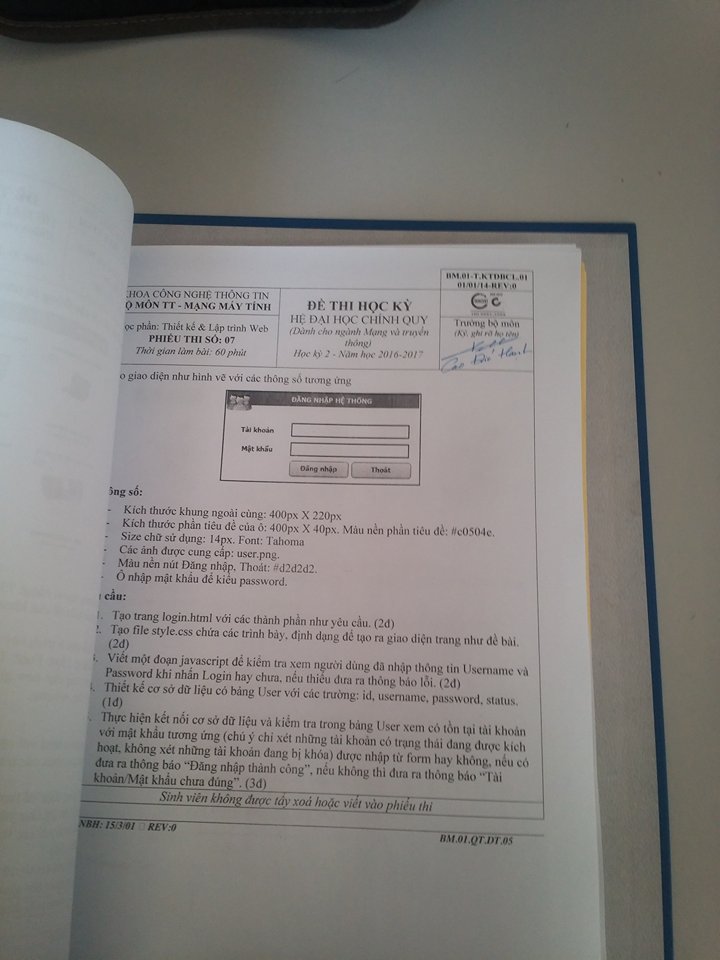 BM.01-T.KTDBCL.01
01/01/14-REV:0
HOA CÔNG NGHỆ THÔNG TIN
Ộ MÔN TT - MẠNG MÁY TÍNH
ọc phần: Thiết kế & Lập trình Web
PHIẾU THI SỐ: 07
Thời gian làm bài: 60 phút
ĐỀ THI HỌC KỲ
HỆ ĐẠI HỌC CHÍNH QUY
(Dành cho ngành Mạng và truyền
thông)
Học kỳ 2 - Năm học 2016-2017
Trưởng bộ môn
(Ký, ghi rõ họ tên)
o giao diện như hình vẽ với các thông số tương ứng
ĐĂNG NHẬP HỆ THỐNG
Tài khoản
Mật khẩu
Đăng nhập Thoát
ông số:
- Kích thước khung ngoài cùng: 400px X 220px
- Kích thước phần tiêu đề của ô: 400px X 40px. Màu nền phần tiêu đề: #c0504e.
- Size chữ sử dụng: 14px. Font: Tahoma
- Các ảnh được cung cấp: user.png.
- Màu nền nút Đăng nhập, Thoát: #d2d2d2.
- Ô nhập mật khẩu để kiểu password.
cầu:
1. Tạo trang login.html với các thành phần như yêu cầu. (2đ)
2. Tạo file style.css chứa các trình bày, định dạng để tạo ra giao diện trang như đề bài.
(2đ)
. Viết một đoạn javascript để kiểm tra xem người dùng đã nhập thông tin Username và
Password khi nhấn Login hay chưa, nếu thiếu đưa ra thông báo lỗi. (2đ)
. Thiết kế cơ sở dữ liệu có bảng User với các trường: id, username, password, status.
(1đ)
. Thực hiện kết nối cơ sở dữ liệu và kiểm tra trong bảng User xem có tồn tại tài khoản
với mật khẩu tương ứng (chú ý chỉ xét những tài khoản có trạng thái đang được kích
hoạt, không xét những tài khoản đang bị khóa) được nhập từ form hay không, nếu có
đưa ra thông báo “Đăng nhập thành công”, nếu không thì đưa ra thông báo “Tài
khoản/Mật khẩu chưa đúng”. (3đ)
Sinh viên không được tẩy xoá hoặc viết vào phiếu thi
NBH: 15/3/01 □ REV:0
BM.01.QT.DT.05